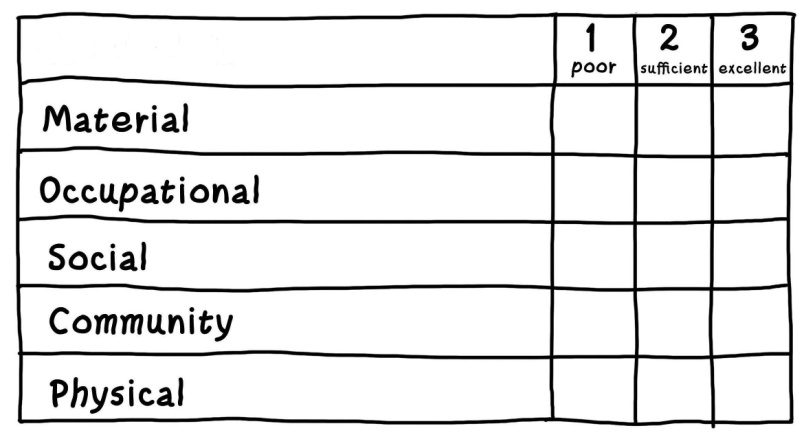 1 2 3
poor sufficient excellent
Material
Occupational
Social
Community
Physical